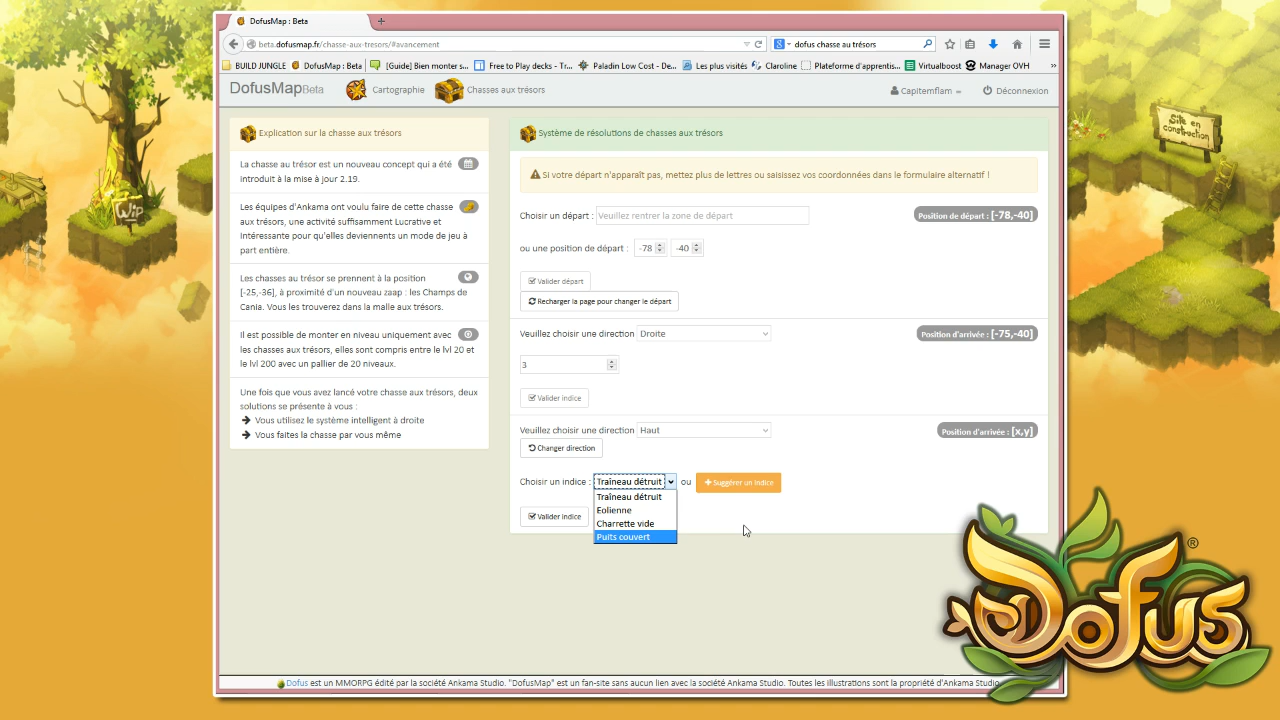 DofusMap : Beta
beta.dofusmap.fr/chasse-aux-tresors/#avancement
dofus chasse au trésors
BUILD JUNGLE
DofusMap : Beta
[Guide] Bien monter s...
Free to Play decks - Tr...
Paladin Low Cost - De...
Les plus visités
Claroline
Plateforme d'apprentis...
Virtualboost
Manager OVH
»
DofusMapBeta
Cartographie
Chasses aux trésors
Capitemflam
Déconnexion
Explication sur la chasse aux trésors
La chasse au trésor est un nouveau concept qui a été
introduit à la mise à jour 2.19.
Les équipes d'Ankama ont voulu faire de cette chasse
aux trésors, une activité suffisamment Lucrative et
Intéressante pour qu'elles deviennent un mode de jeu à
part entière.
Les chasses au trésor se prennent à la position
[-25,-36], à proximité d'un nouveau zaap : les Champs de
Cania. Vous les trouverez dans la malle aux trésors.
Il est possible de monter en niveau uniquement avec
les chasses aux trésors, elles sont compris entre le lvl 20 et
le lvl 200 avec un pallier de 20 niveaux.
Une fois que vous avez lancé votre chasse aux trésors, deux
solutions se présente à vous :
Vous utilisez le système intelligent à droite
Vous faites la chasse par vous même
Système de résolutions de chasses aux trésors
Si votre départ n'apparaît pas, mettez plus de lettres ou saisissez vos coordonnées dans le formulaire alternatif !
Choisir un départ : Veuillez rentrer la zone de départ
Position de départ : [-78,-40]
ou une position de départ : -78 -40
Valider départ
Recharger la page pour changer le départ
Veuillez choisir une direction Droite
Position d'arrivée : [-75,-40]
3
Valider indice
Veuillez choisir une direction Haut
Position d'arrivée : [x,y]
Changer direction
Choisir un indice : Traîneau détruit ou Suggérer un indice
Traîneau détruit
Eolienne
Charrette vide
Puits couvert
Valider indice
Dofus est un MMORPG édité par la société Ankama Studio. "DofusMap" est un fan-site sans aucun lien avec la société Ankama Studio. Toutes les illustrations sont la propriété d'Ankama Studio
Wip
Site en
construction
Dofus ®